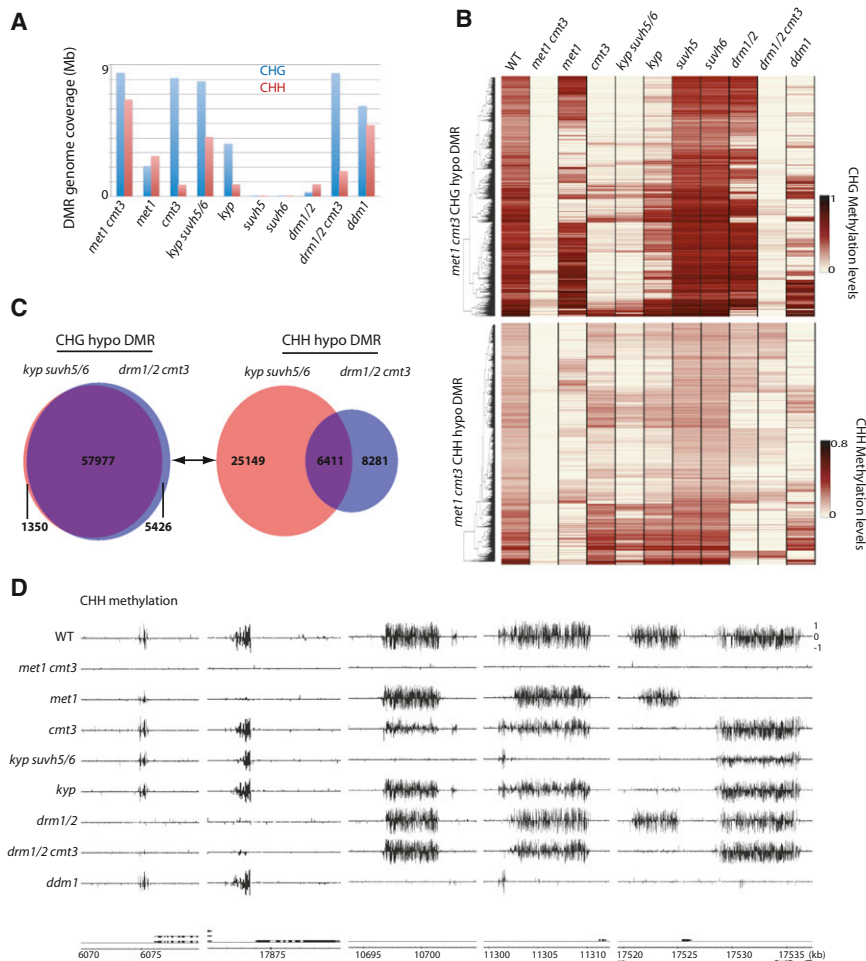 A
9
DMR genome coverage (Mb)
0
CHG
CHH
met1 cmt3
met1
cmt3
kyp suvh5/6
kyp
suvh5
suvh6
drm1/2
drm1/2 cmt3
ddm1
B
WT
met1 cmt3
met1
cmt3
kyp suvh5/6
kyp
suvh5
suvh6
drm1/2
drm1/2 cmt3
ddm1
met1 cmt3 CHG hypo DMR
1
0
CHG Methylation levels
met1 cmt3 CHH hypo DMR
0.8
0
CHH Methylation levels
C
CHG hypo DMR
kyp suvh5/6
drm1/2 cmt3
57977
1350
5426
CHH hypo DMR
kyp suvh5/6
drm1/2 cmt3
25149
6411
8281
D
CHH methylation
WT
1
0
-1
met1 cmt3
met1
cmt3
kyp suvh5/6
kyp
drm1/2
drm1/2 cmt3
ddm1
6070 6075 17875 10695 10700 11300 11305 11310 17520 17525 17530 17535 (kb)